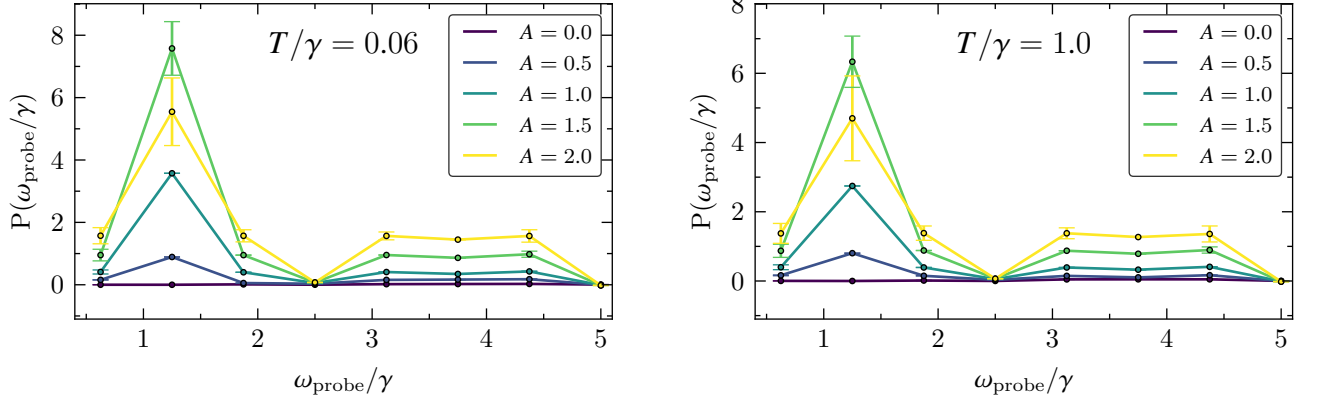 T/γ = 0.06
A = 0.0
A = 0.5
A = 1.0
A = 1.5
A = 2.0
8
6
4
2
0
P(ω_probe/γ)
1 2 3 4 5
ω_probe/γ
T/γ = 1.0
A = 0.0
A = 0.5
A = 1.0
A = 1.5
A = 2.0
8
6
4
2
0
P(ω_probe/γ)
1 2 3 4 5
ω_probe/γ